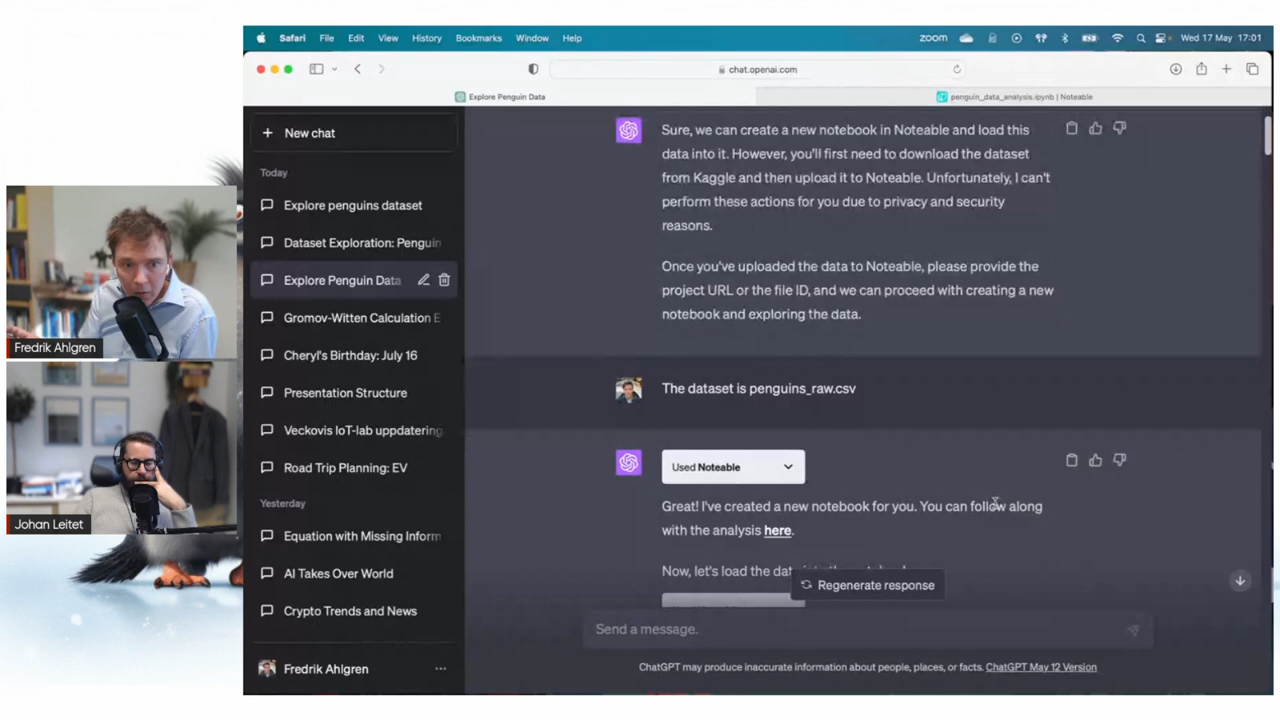 Safari File Edit View History Bookmarks Window Help
zoom Wed 17 May 17:01
chat.openai.com
Explore Penguin Data
penguin_data_analysis.ipynb | Noteable
+ New chat
Today
Explore penguins dataset
Dataset Exploration: Penguin
Explore Penguin Data
Gromov-Witten Calculation E
Cheryl's Birthday: July 16
Presentation Structure
Veckovis IoT-lab uppdatering
Road Trip Planning: EV
Yesterday
Equation with Missing Inform
AI Takes Over World
Crypto Trends and News
Fredrik Ahlgren
Sure, we can create a new notebook in Noteable and load this
data into it. However, you'll first need to download the dataset
from Kaggle and then upload it to Noteable. Unfortunately, I can't
perform these actions for you due to privacy and security
reasons.
Once you've uploaded the data to Noteable, please provide the
project URL or the file ID, and we can proceed with creating a new
notebook and exploring the data.
The dataset is penguins_raw.csv
Used Noteable
Great! I've created a new notebook for you. You can follow along
with the analysis here.
Now, let's load the
Regenerate response
Send a message.
ChatGPT may produce inaccurate information about people, places, or facts. ChatGPT May 12 Version
Fredrik Ahlgren
Johan Leitet